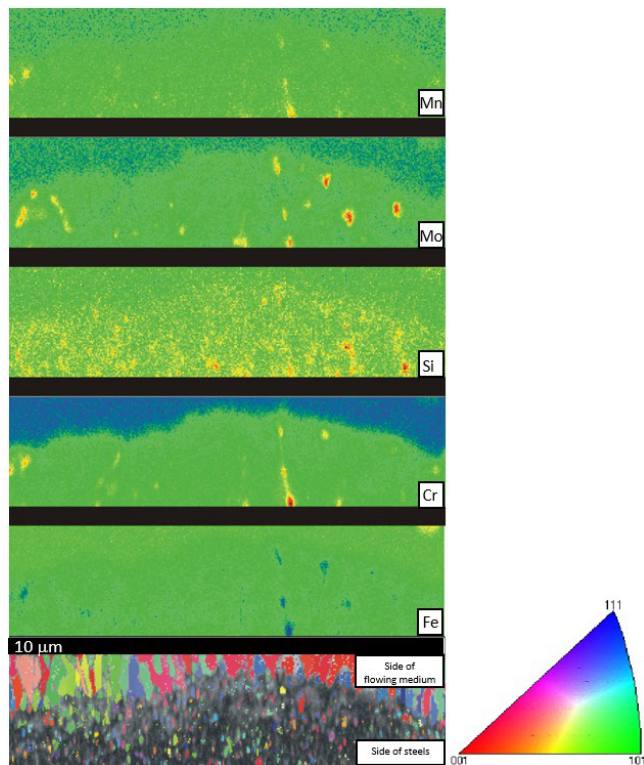 Mn
Mo
Si
Cr
Fe
10 μm
Side of
flowing medium
Side of steels
111
001
101